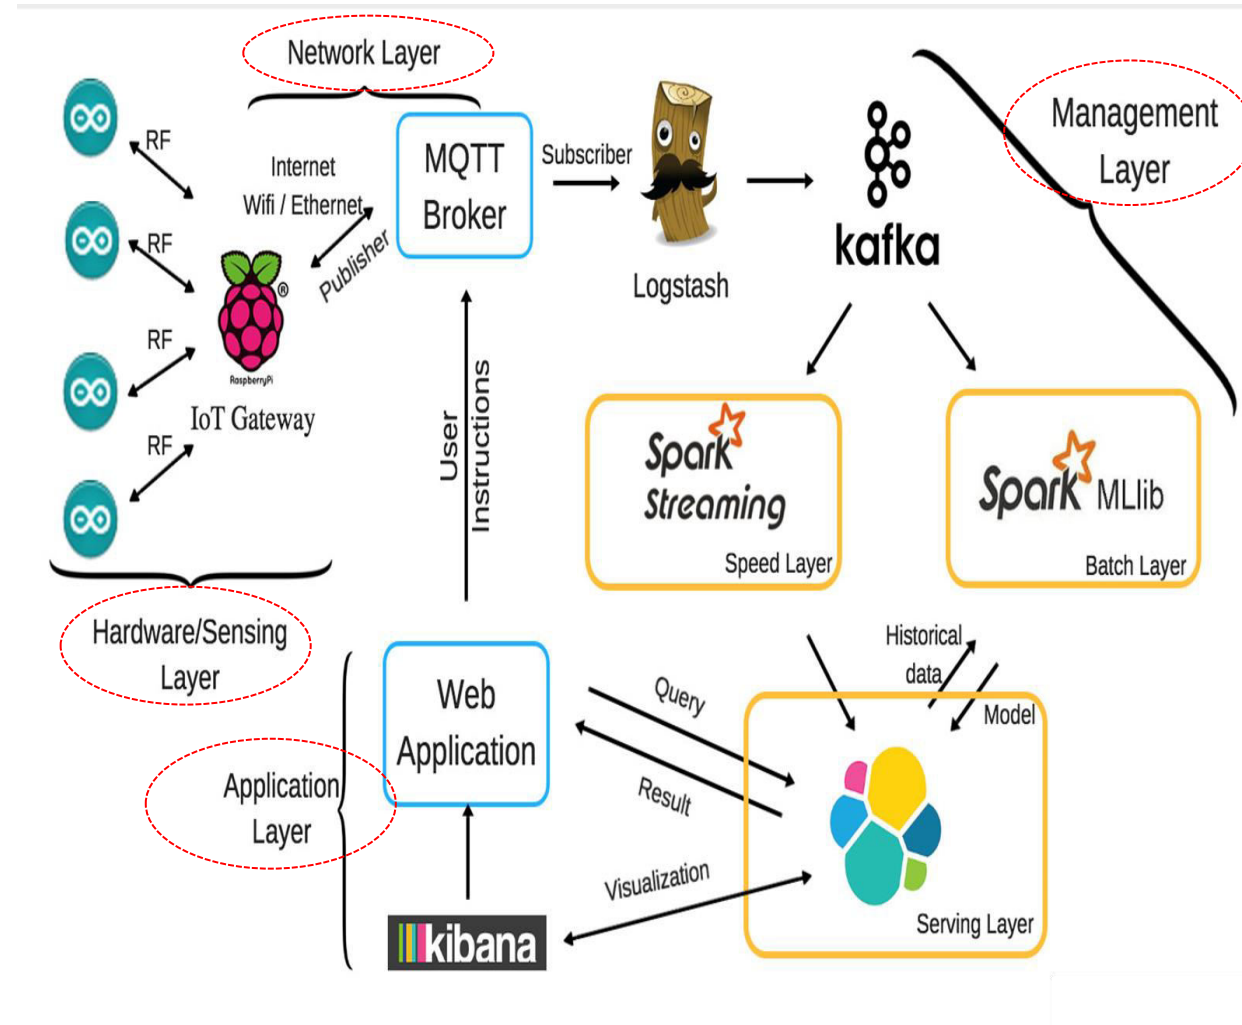 Network Layer
Management
Layer
RF
Internet
Wifi / Ethernet
Publisher
MQTT
Broker
Subscriber
Logstash
kafka
RF
®
RaspberryPi
IoT Gateway
RF
RF
User
Instructions
Spark
Streaming
Speed Layer
Spark MLlib
Batch Layer
Hardware/Sensing
Layer
Web
Application
Application
Layer
Query
Result
Visualization
Historical
data
Model
Serving Layer
kibana